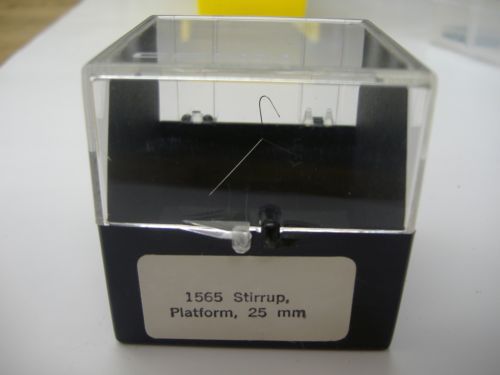 1565 Stirrup,
Platform, 25 mm